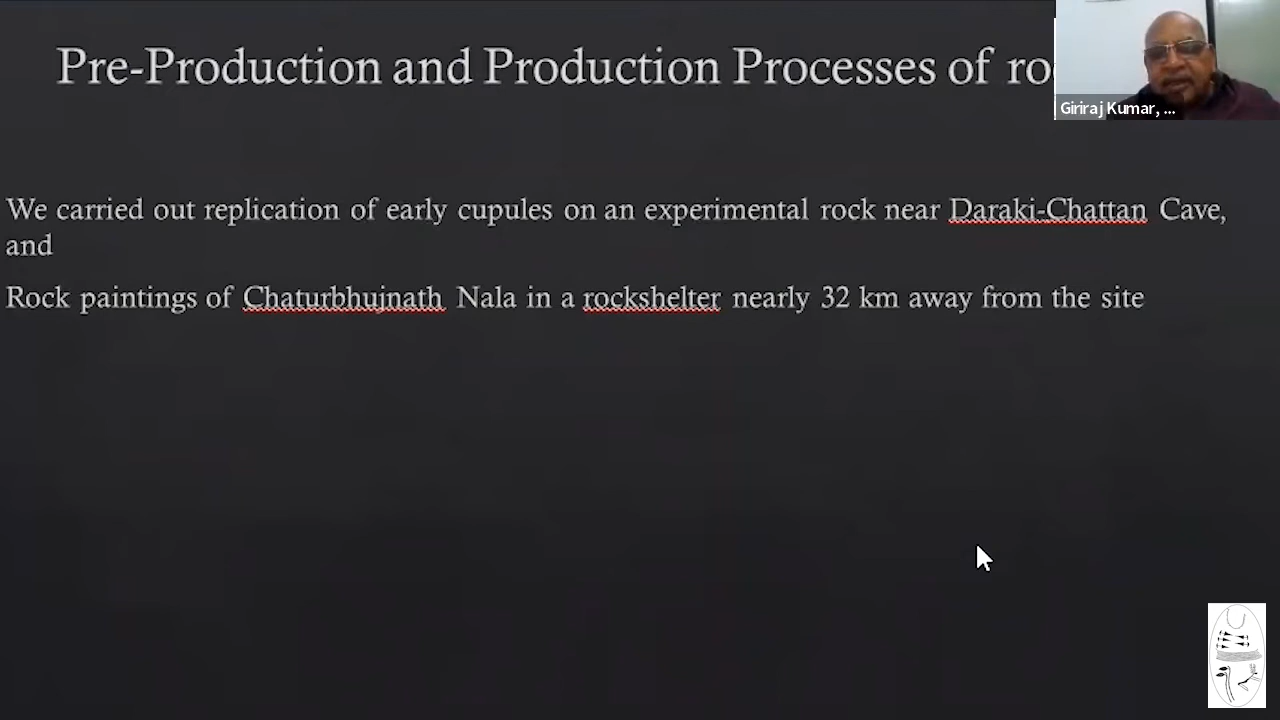 Pre-Production and Production Processes of ro
Giriraj Kumar, ...
We carried out replication of early cupules on an experimental rock near Daraki-Chattan Cave,
and
Rock paintings of Chaturbhujnath Nala in a rockshelter nearly 32 km away from the site